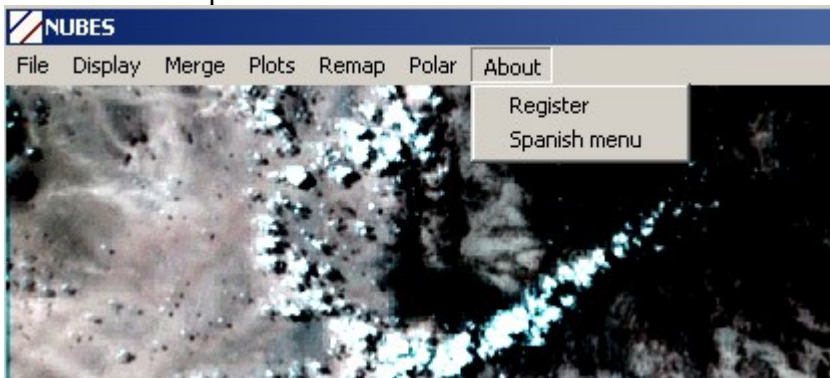 NUBES
File Display Merge Plots Remap Polar About
Register
Spanish menu